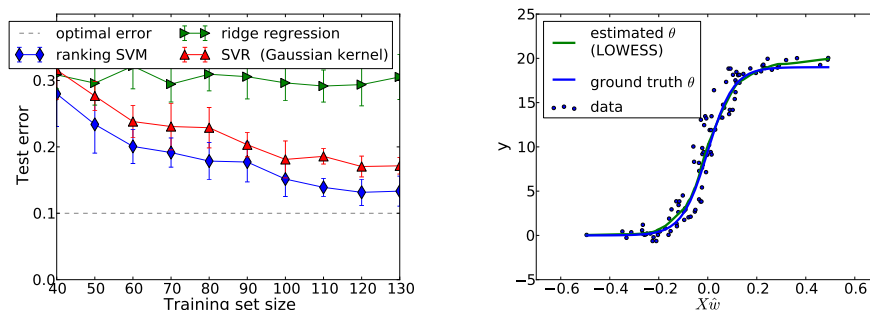 optimal error
ranking SVM
ridge regression
SVR (Gaussian kernel)
Test error
0.3
0.2
0.1
0.0
40 50 60 70 80 90 100 110 120 130
Training set size
estimated θ
(LOWESS)
ground truth θ
data
y
25
20
15
10
5
0
−5
−0.6 −0.4 −0.2 0.0 0.2 0.4 0.6
Xŵ